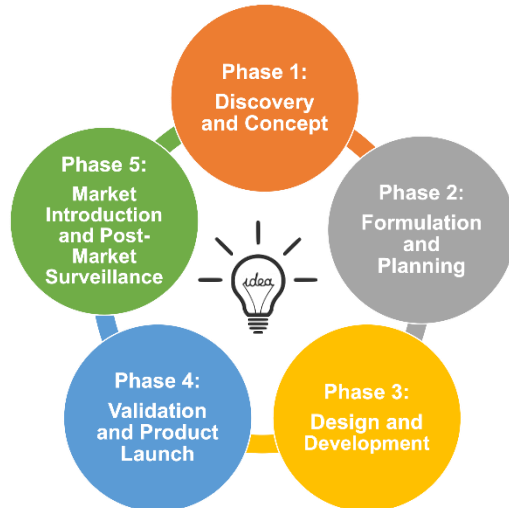 Phase 1:
Discovery
and Concept
Phase 2:
Formulation
and
Planning
Phase 3:
Design and
Development
Phase 4:
Validation
and Product
Launch
Phase 5:
Market
Introduction
and Post-
Market
Surveillance
idea